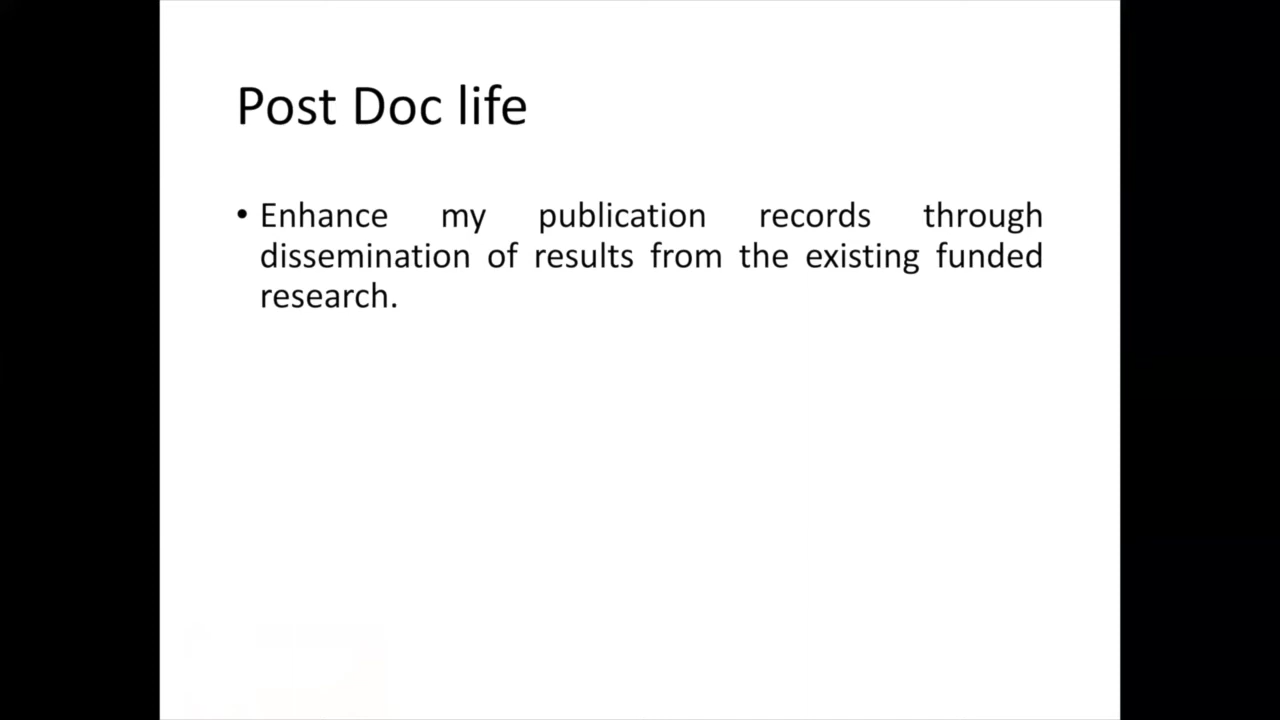 Post Doc life
• Enhance my publication records through
dissemination of results from the existing funded
research.